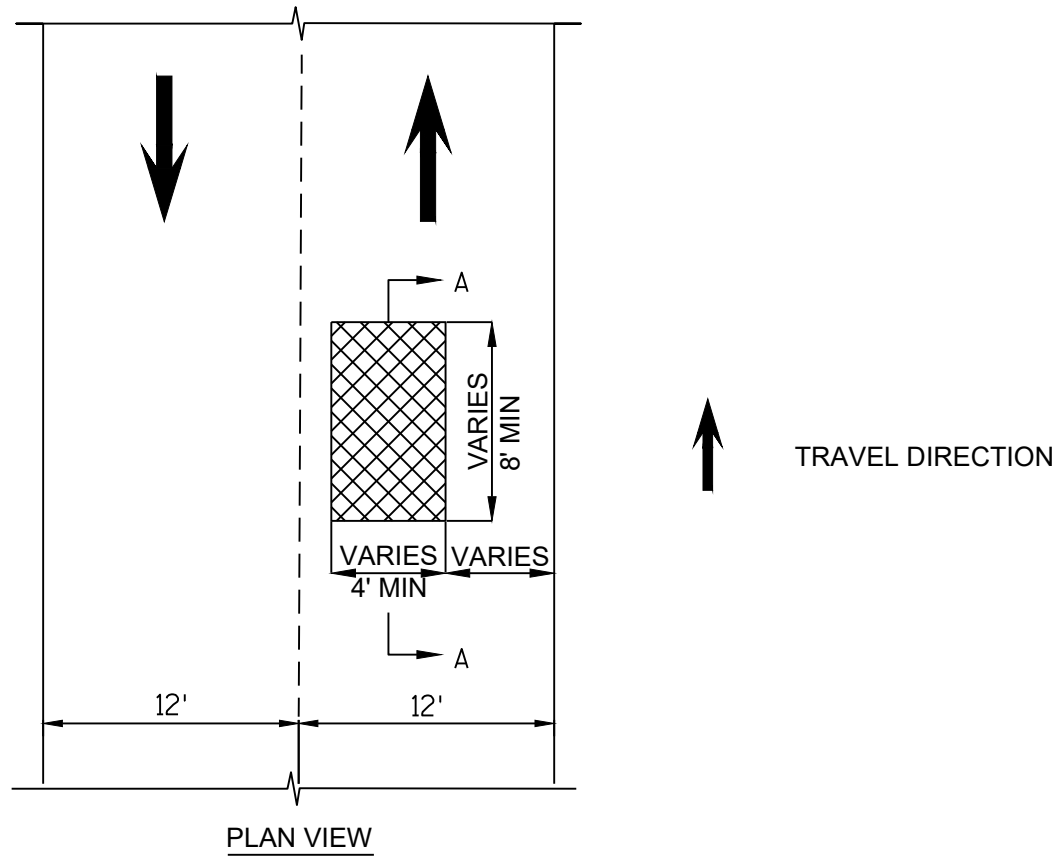 A
VARIES
8' MIN
TRAVEL DIRECTION
VARIES
4' MIN
VARIES
A
12'
12'
PLAN VIEW